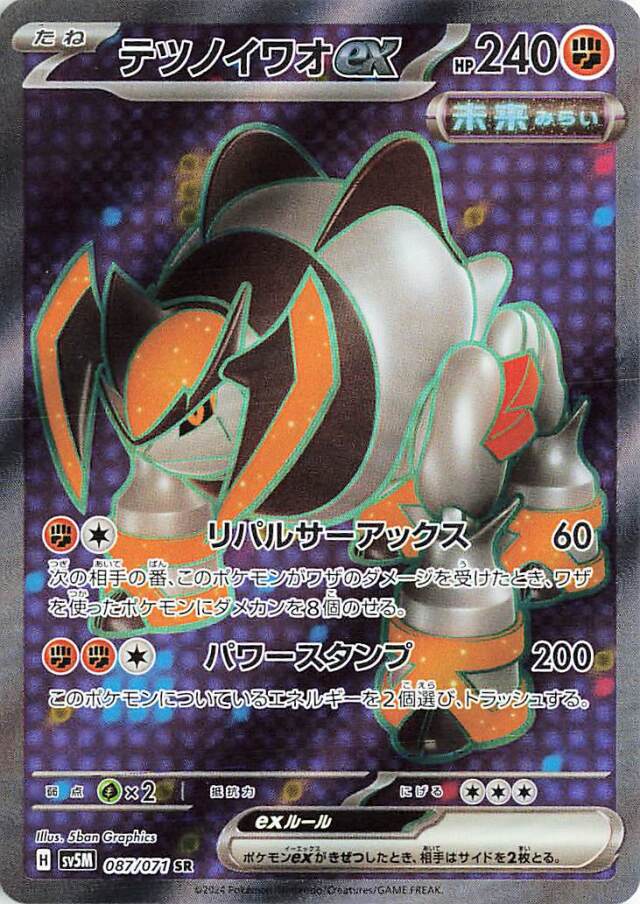 たね
テツノイワオex HP240
未来 みらい
リパルサーアックス 60
次の相手の番、このポケモンがワザのダメージを受けたとき、ワザ
を使ったポケモンにダメカンを8個のせる。
パワースタンプ 200
このポケモンについているエネルギーを2個選び、トラッシュする。
弱点 ×2 抵抗力 にげる
exルール
ポケモンexがきぜつしたとき、相手はサイドを2枚とる。
Illus. 5ban Graphics
H sv5M 087/071 SR
©2024 Pokémon/Nintendo/Creatures/GAME FREAK.